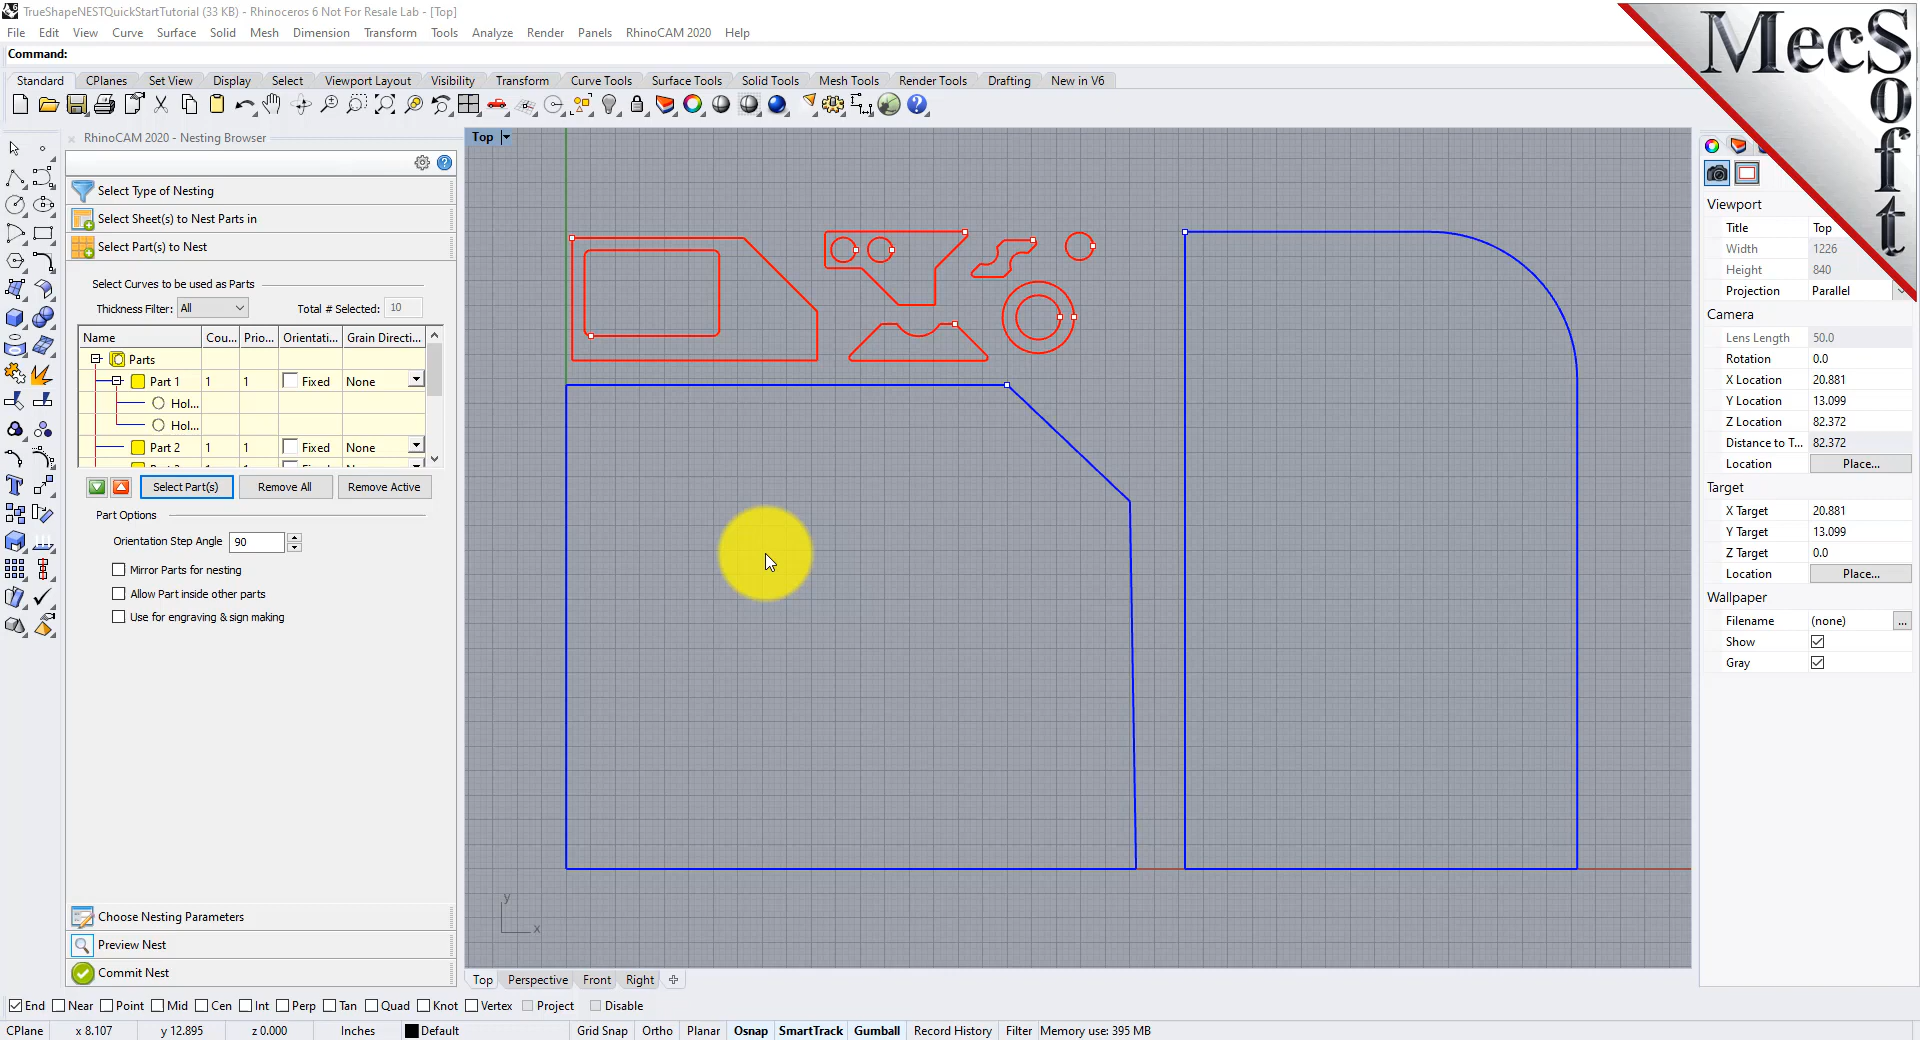 TrueShapeNESTQuickStartTutorial (33 KB) - Rhinoceros 6 Not For Resale Lab - [Top]
File Edit View Curve Surface Solid Mesh Dimension Transform Tools Analyze Render Panels RhinoCAM 2020 Help
Command:
Standard CPlanes Set View Display Select Viewport Layout Visibility Transform Curve Tools Surface Tools Solid Tools Mesh Tools Render Tools Drafting New in V6
MecSoft
RhinoCAM 2020 - Nesting Browser
Select Type of Nesting
Select Sheet(s) to Nest Parts in
Select Part(s) to Nest
Select Curves to be used as Parts
Thickness Filter: All Total # Selected: 10
Name Cou... Prio... Orientati... Grain Directi...
Parts
Part 1 1 1 Fixed None
Hol...
Hol...
Part 2 1 1 Fixed None
Select Part(s) Remove All Remove Active
Part Options
Orientation Step Angle 90
Mirror Parts for nesting
Allow Part inside other parts
Use for engraving & sign making
Choose Nesting Parameters
Preview Nest
Commit Nest
Top
y
x
Top Perspective Front Right
Viewport
Title Top
Width 1226
Height 840
Projection Parallel
Camera
Lens Length 50.0
Rotation 0.0
X Location 20.881
Y Location 13.099
Z Location 82.372
Distance to T... 82.372
Location Place...
Target
X Target 20.881
Y Target 13.099
Z Target 0.0
Location Place...
Wallpaper
Filename (none) ...
Show
Gray
End Near Point Mid Cen Int Perp Tan Quad Knot Vertex Project Disable
CPlane x 8.107 y 12.895 z 0.000 Inches Default Grid Snap Ortho Planar Osnap SmartTrack Gumball Record History Filter Memory use: 395 MB